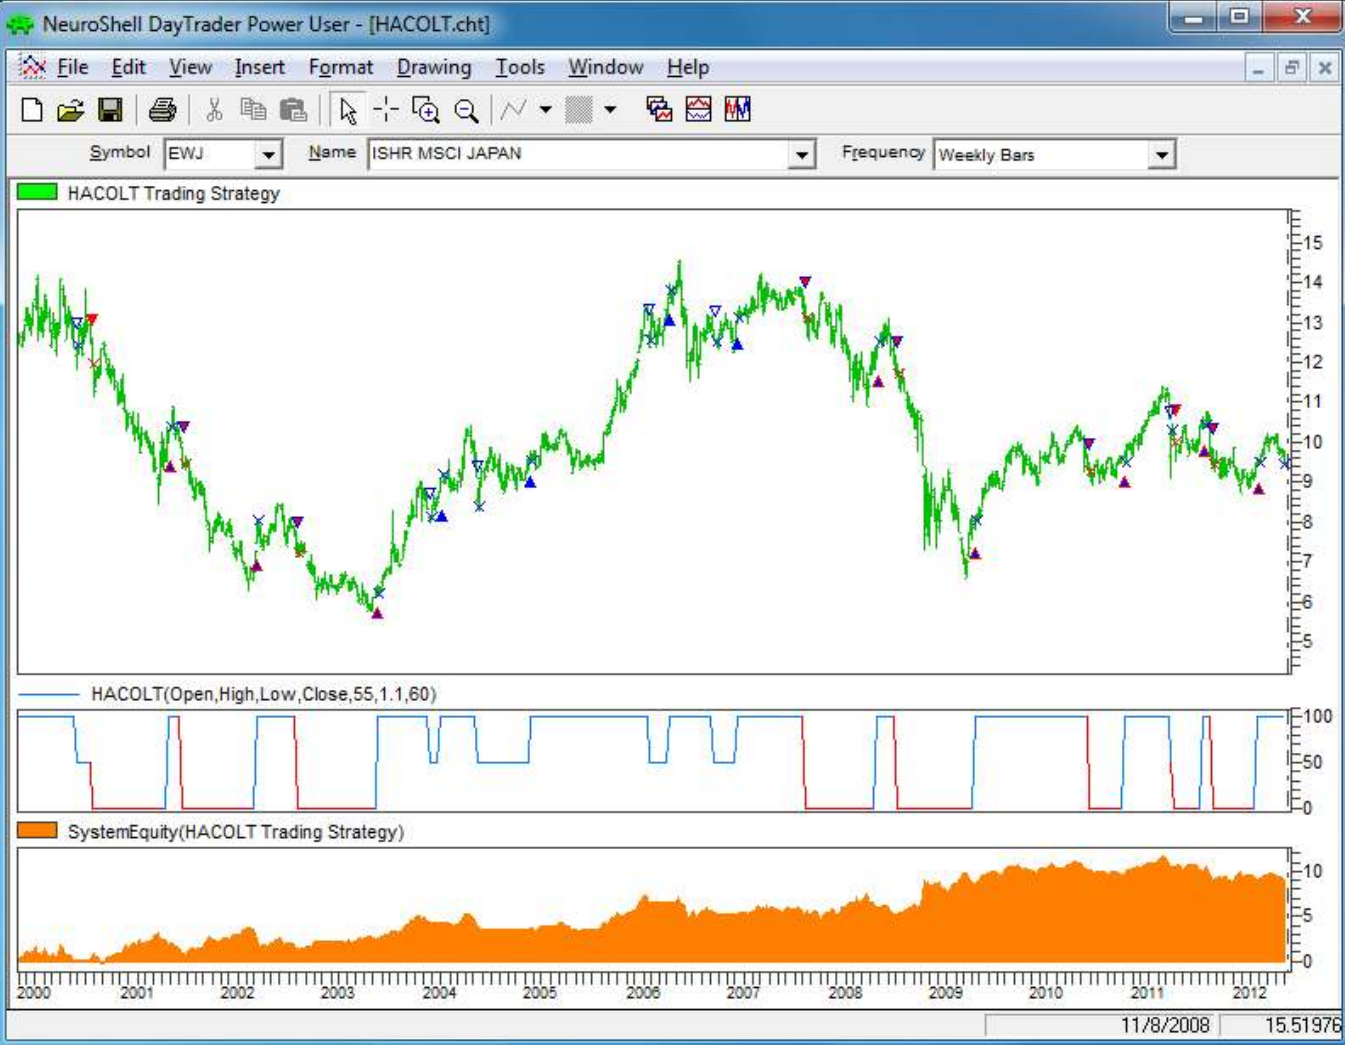 NeuroShell DayTrader Power User - [HACOLT.cht]
File Edit View Insert Format Drawing Tools Window Help
Symbol EWJ Name ISHR MSCI JAPAN Frequency Weekly Bars
HACOLT Trading Strategy
15
14
13
12
11
10
9
8
7
6
5
HACOLT(Open,High,Low,Close,55,1.1,60)
100
50
0
SystemEquity(HACOLT Trading Strategy)
10
5
0
2000 2001 2002 2003 2004 2005 2006 2007 2008 2009 2010 2011 2012
11/8/2008 15.51976